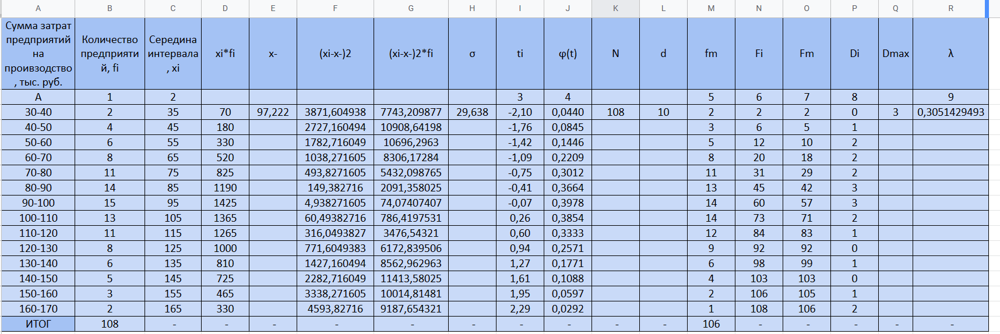 A B C D E F G H I J K L M N O P Q R
Сумма затрат предприятий на проивзодство, тыс. руб. Количество предприятий, fi Середина интервала, xi xi*fi x- (xi-x-)2 (xi-x-)2*fi σ ti φ(t) N d fm Fi Fm Di Dmax λ
А 1 2 3 4 5 6 7 8 9
30-40 2 35 70 97,222 3871,604938 7743,209877 29,638 -2,10 0,0440 108 10 2 2 2 0 3 0,3051429493
40-50 4 45 180 2727,160494 10908,64198 -1,76 0,0845 3 6 5 1
50-60 6 55 330 1782,716049 10696,2963 -1,42 0,1446 5 12 10 2
60-70 8 65 520 1038,271605 8306,17284 -1,09 0,2209 8 20 18 2
70-80 11 75 825 493,8271605 5432,098765 -0,75 0,3012 11 31 29 2
80-90 14 85 1190 149,382716 2091,358025 -0,41 0,3664 13 45 42 3
90-100 15 95 1425 4,938271605 74,07407407 -0,07 0,3978 14 60 57 3
100-110 13 105 1365 60,49382716 786,4197531 0,26 0,3854 14 73 71 2
110-120 11 115 1265 316,0493827 3476,54321 0,60 0,3333 12 84 83 1
120-130 8 125 1000 771,6049383 6172,839506 0,94 0,2571 9 92 92 0
130-140 6 135 810 1427,160494 8562,962963 1,27 0,1771 6 98 99 1
140-150 5 145 725 2282,716049 11413,58025 1,61 0,1088 4 103 103 0
150-160 3 155 465 3338,271605 10014,81481 1,95 0,0597 2 106 105 1
160-170 2 165 330 4593,82716 9187,654321 2,29 0,0292 1 108 106 2
ИТОГ 108 - - - - - - - - - - 106 - - - - -